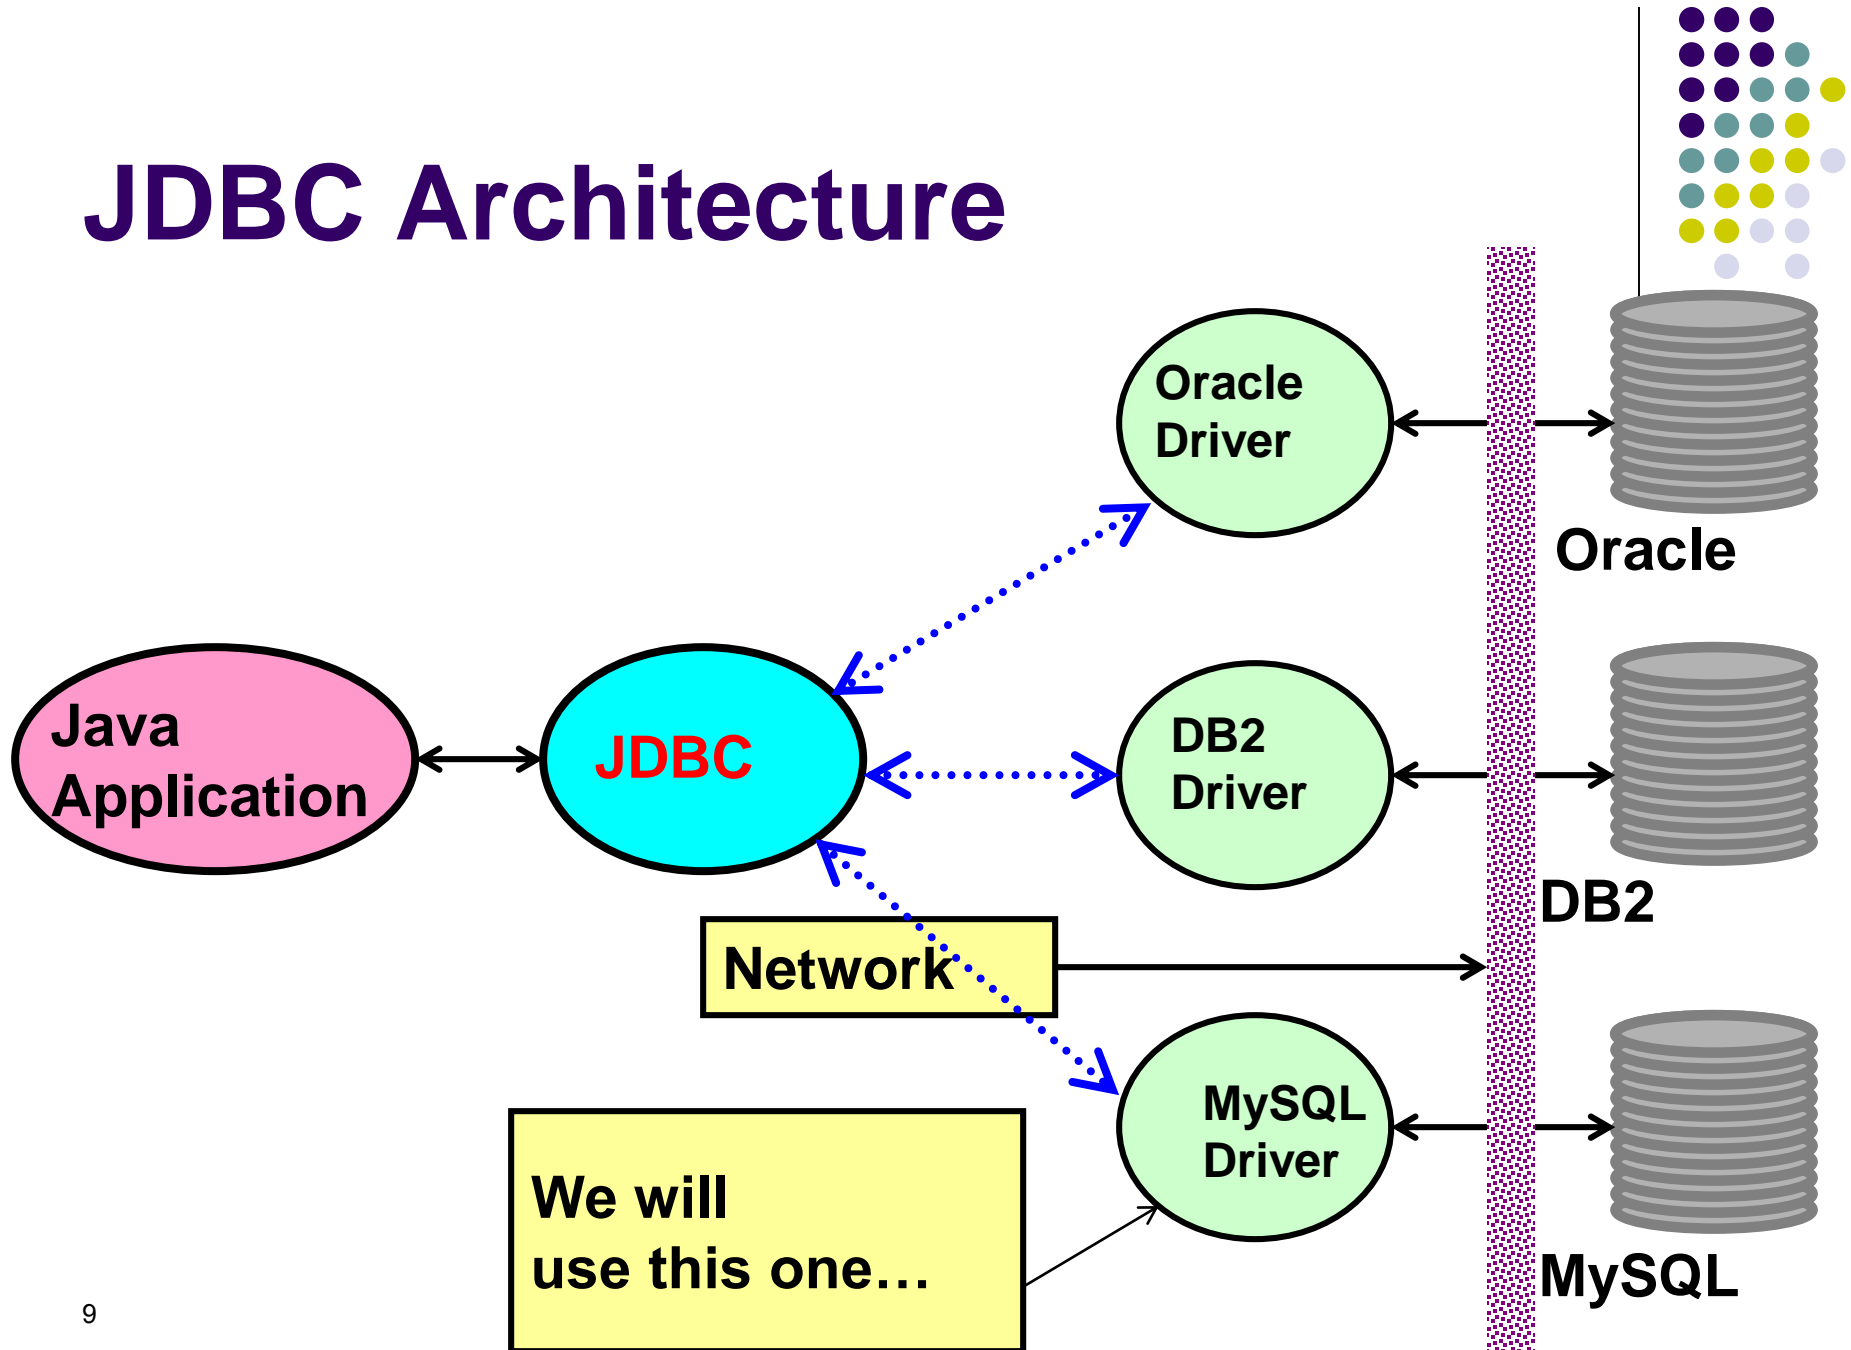 JDBC Architecture
Oracle
Driver
Oracle
Java
Application
JDBC
DB2
Driver
DB2
Network
MySQL
Driver
We will
use this one…
MySQL
9